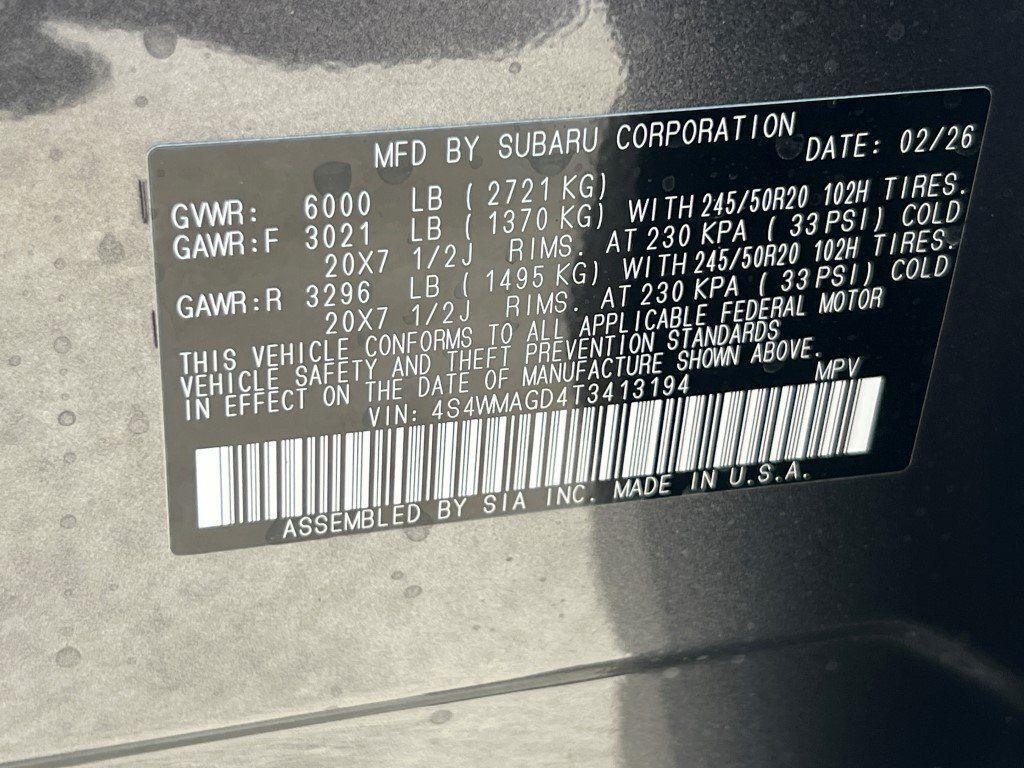 MFD BY SUBARU CORPORATION DATE: 02/26
GVWR: 6000 LB ( 2721 KG)
GAWR:F 3021 LB ( 1370 KG) WITH 245/50R20 102H TIRES.
20X7 1/2J RIMS. AT 230 KPA ( 33 PSI) COLD
GAWR:R 3296 LB ( 1495 KG) WITH 245/50R20 102H TIRES.
20X7 1/2J RIMS. AT 230 KPA ( 33 PSI) COLD
THIS VEHICLE CONFORMS TO ALL APPLICABLE FEDERAL MOTOR
VEHICLE SAFETY AND THEFT PREVENTION STANDARDS
IN EFFECT ON THE DATE OF MANUFACTURE SHOWN ABOVE.
VIN: 4S4WMAGD4T3413194 MPV
ASSEMBLED BY SIA INC. MADE IN U.S.A.